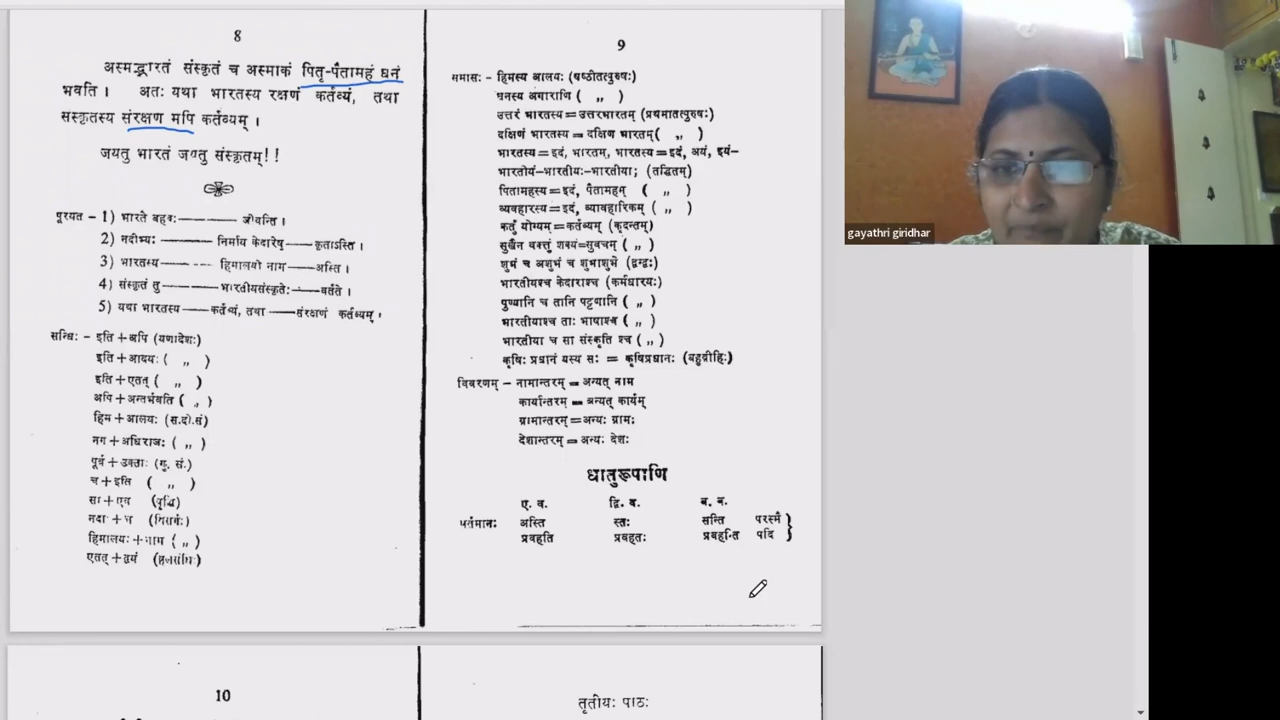 8
अस्मद्भारतं संस्कृतं च अस्माकं पितृ-पैतामहं धनं
भवति । अतः यथा भारतस्य रक्षणं कर्तव्यं, तथा
संस्कृतस्य संरक्षण मपि कर्तव्यम् ।
जयतु भारतं जयतु संस्कृतम्!!
पूरयत - 1) भारते बहवः——— जीवन्ति ।
2) नदीभ्यः ——— निर्माय केदारेषु——कृताऽस्ति ।
3) भारतस्य—— --- हिमालयो नाम ——अस्ति ।
4) संस्कृतं तु ———भारतीयसंस्कृतेः——वर्तते ।
5) यथा भारतस्य ——कर्तव्यं, तथा ——संरक्षणं कर्तव्यम् ।
सन्धिः - इति + अपि (यणादेशः)
इति + आदयः ( ,, )
इति + एतत् ( ,, )
अपि + अन्तर्भवति ( ,, )
हिम + आलयः (स.दी.सं)
नग + अधिराजः ( ,, )
पूर्व + उक्ताः (गु. सं.)
च + इति ( ,, )
सा + एव (वृद्धि)
हिमालयः + नाम ( ,, )
एतत् + द्वयं
9
समासः - हिमस्य आलयः (षष्ठीतत्पुरुषः)
धनस्य अगाराणि ( ,, )
उत्तरं भारतस्य = उत्तरभारतम् (प्रथमातत्पुरुषः)
दक्षिणं भारतस्य = दक्षिण भारतम् ( ,, )
भारतस्य = इदं, भारतम्, भारतस्य = इदं, अयं, इयं-
भारतीयं-भारतीयः-भारतीया; (तद्धितम्)
पितामहस्य = इदं, पैतामहम् ( ,, )
व्यवहारस्य = इदं, व्यावहारिकम् ( ,, )
कर्तुं योग्यम् = कर्तव्यम् (कृदन्तम्)
सुखेन वक्तुं शक्यं=सुवचम् ( ,, )
शुभं च अशुभं च शुभाशुभे (द्वन्द्वः)
भारतीयश्च केदाराश्च (कर्मधारयः)
पुण्यानि च तानि पट्टणानि ( ,, )
भारतीयाश्च ताः भाषाश्च ( ,, )
भारतीया च सा संस्कृति श्च ( ,, )
कृषिः प्रधानं यस्य सः = कृषिप्रधानः (बहुव्रीहिः)
विवरणम् - नामान्तरम् = अन्यत् नाम
कार्यान्तरम् = अन्यत् कार्यम्
ग्रामान्तरम् = अन्यः ग्रामः
देशान्तरम् = अन्यः देशः
धातुरूपाणि
ए. व. द्वि. व. ब. व.
वर्तमानः अस्ति स्तः सन्ति परस्मै }
प्रवहति प्रवहतः प्रवहन्ति पदि
10
तृतीयः पाठः
gayathri giridhar